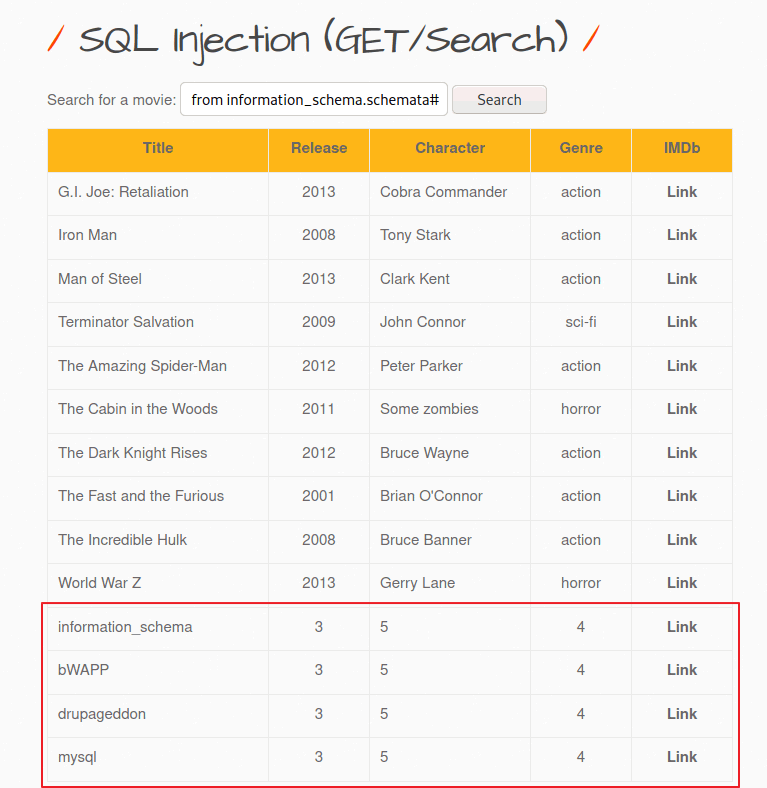 / SQL Injection (GET/Search) /
Search for a movie: from information_schema.schemata# Search
Title Release Character Genre IMDb
G.I. Joe: Retaliation 2013 Cobra Commander action Link
Iron Man 2008 Tony Stark action Link
Man of Steel 2013 Clark Kent action Link
Terminator Salvation 2009 John Connor sci-fi Link
The Amazing Spider-Man 2012 Peter Parker action Link
The Cabin in the Woods 2011 Some zombies horror Link
The Dark Knight Rises 2012 Bruce Wayne action Link
The Fast and the Furious 2001 Brian O'Connor action Link
The Incredible Hulk 2008 Bruce Banner action Link
World War Z 2013 Gerry Lane horror Link
information_schema 3 5 4 Link
bWAPP 3 5 4 Link
drupageddon 3 5 4 Link
mysql 3 5 4 Link